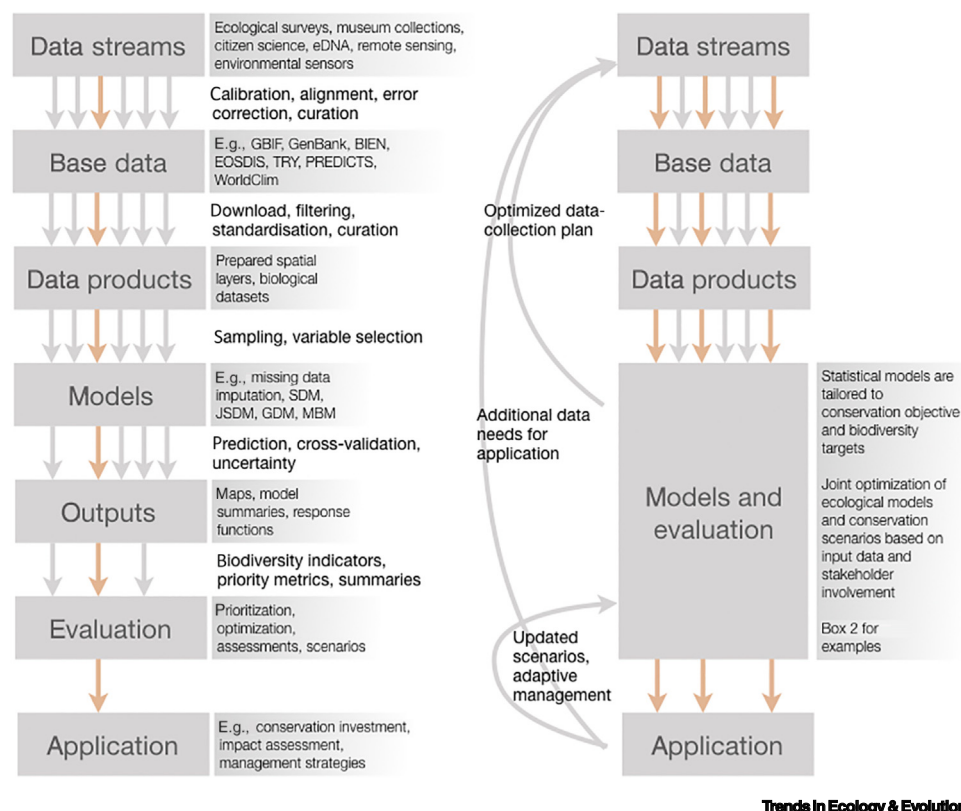 Data streams
Ecological surveys, museum collections,
citizen science, eDNA, remote sensing,
environmental sensors
Calibration, alignment, error
correction, curation
Base data
E.g., GBIF, GenBank, BIEN,
EOSDIS, TRY, PREDICTS,
WorldClim
Download, filtering,
standardisation, curation
Data products
Prepared spatial
layers, biological
datasets
Sampling, variable selection
Models
E.g., missing data
imputation, SDM,
JSDM, GDM, MBM
Prediction, cross-validation,
uncertainty
Outputs
Maps, model
summaries, response
functions
Biodiversity indicators,
priority metrics, summaries
Evaluation
Prioritization,
optimization,
assessments, scenarios
Application
E.g., conservation investment,
impact assessment,
management strategies
Data streams
Base data
Optimized data-
collection plan
Data products
Additional data
needs for
application
Models and
evaluation
Statistical models are
tailored to
conservation objective
and biodiversity
targets
Joint optimization of
ecological models
and conservation
scenarios based on
input data and
stakeholder
involvement
Box 2 for
examples
Updated
scenarios,
adaptive
management
Application
Trends in Ecology & Evolution